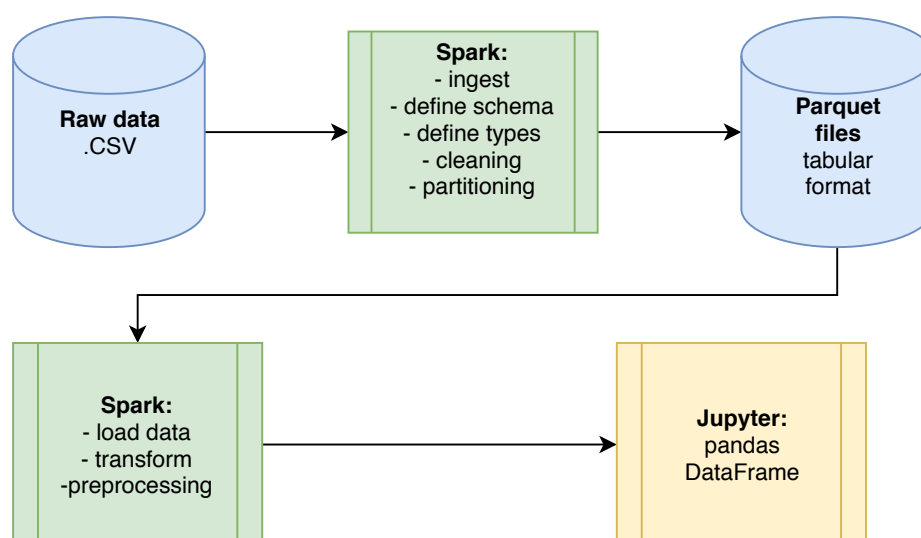 Raw data
.CSV
Spark:
- ingest
- define schema
- define types
- cleaning
- partitioning
Parquet
files
tabular
format
Spark:
- load data
- transform
-preprocessing
Jupyter:
pandas
DataFrame